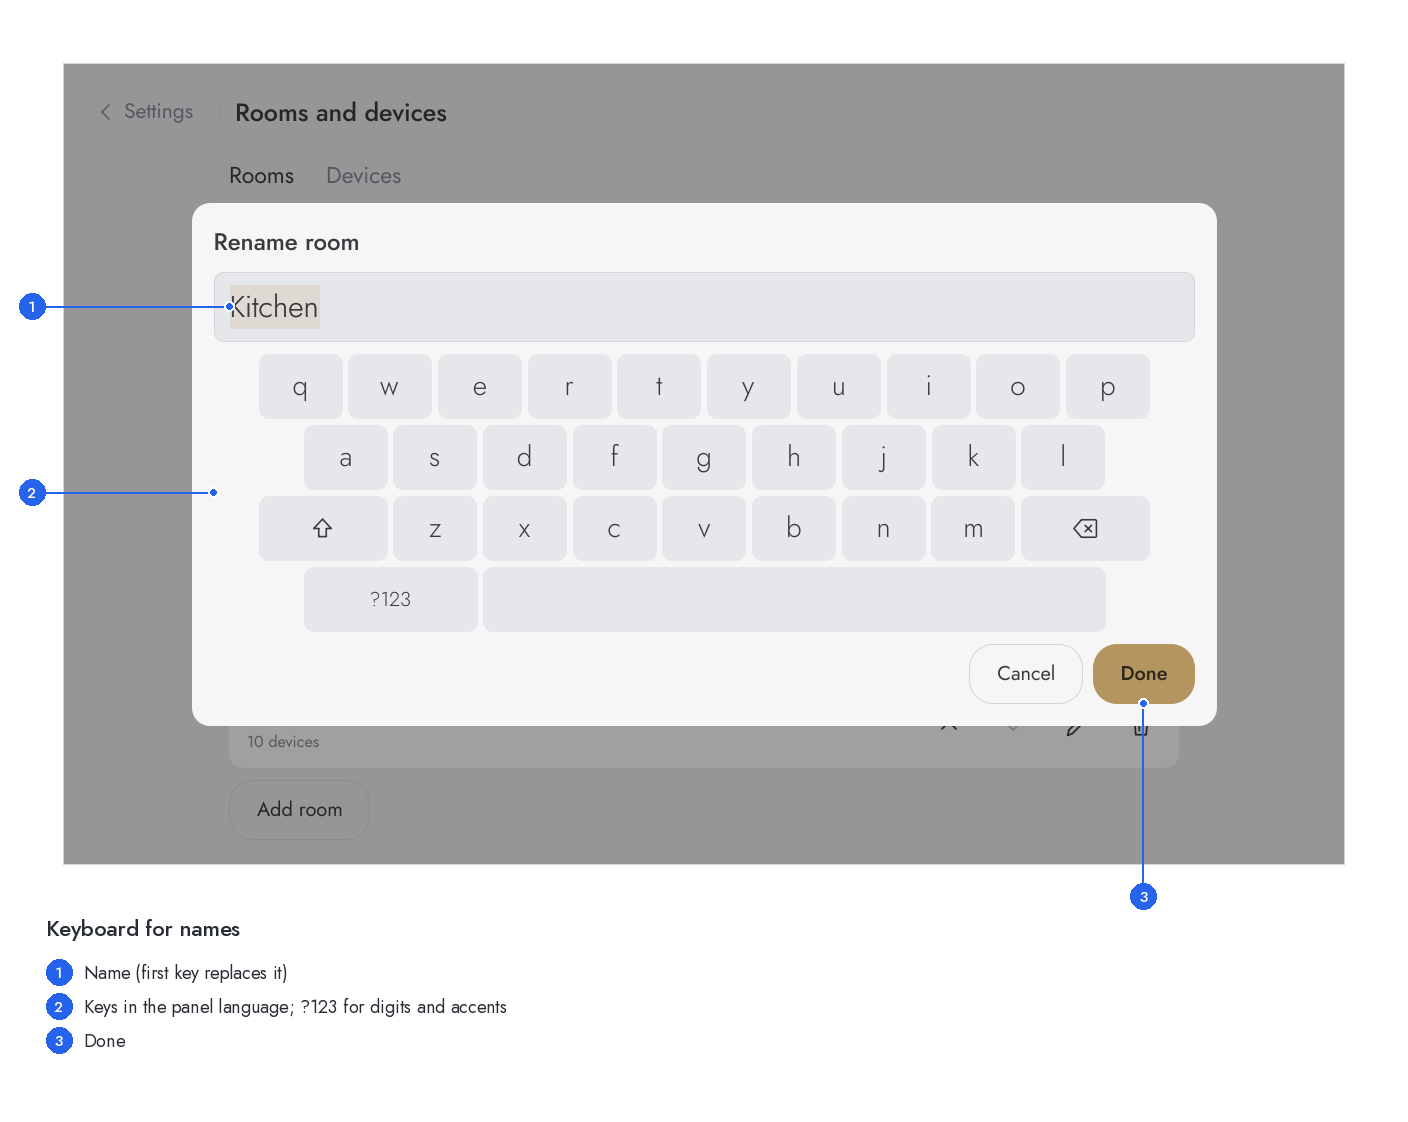 Settings
Rooms and devices
Rooms Devices
Rename room
1
Kitchen
q w e r t y u i o p
a s d f g h j k l
2
z x c v b n m
?123
Cancel Done
10 devices
Add room
3
Keyboard for names
1 Name (first key replaces it)
2 Keys in the panel language; ?123 for digits and accents
3 Done